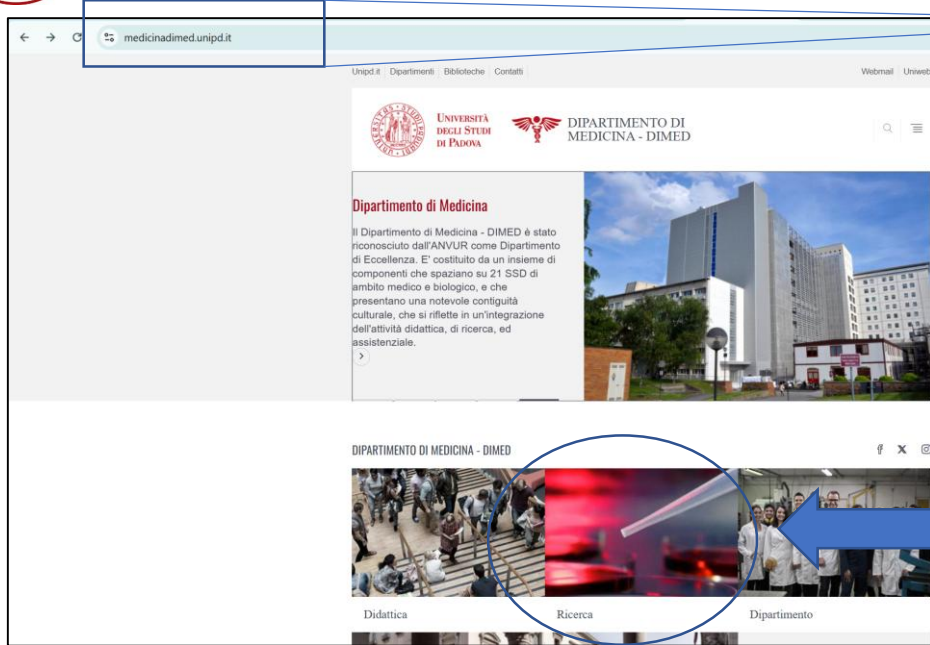 medicinadimed.unipd.it
Unipd.it Dipartimenti Biblioteche Contatti
Webmail Uniweb
UNIVERSITÀ
DEGLI STUDI
DI PADOVA
DIPARTIMENTO DI
MEDICINA - DIMED
Dipartimento di Medicina
Il Dipartimento di Medicina - DIMED è stato
riconosciuto dall'ANVUR come Dipartimento
di Eccellenza. E' costituito da un insieme di
componenti che spaziano su 21 SSD di
ambito medico e biologico, e che
presentano una notevole contiguità
culturale, che si riflette in un'integrazione
dell'attività didattica, di ricerca, ed
assistenziale.
DIPARTIMENTO DI MEDICINA - DIMED
Didattica
Ricerca
Dipartimento